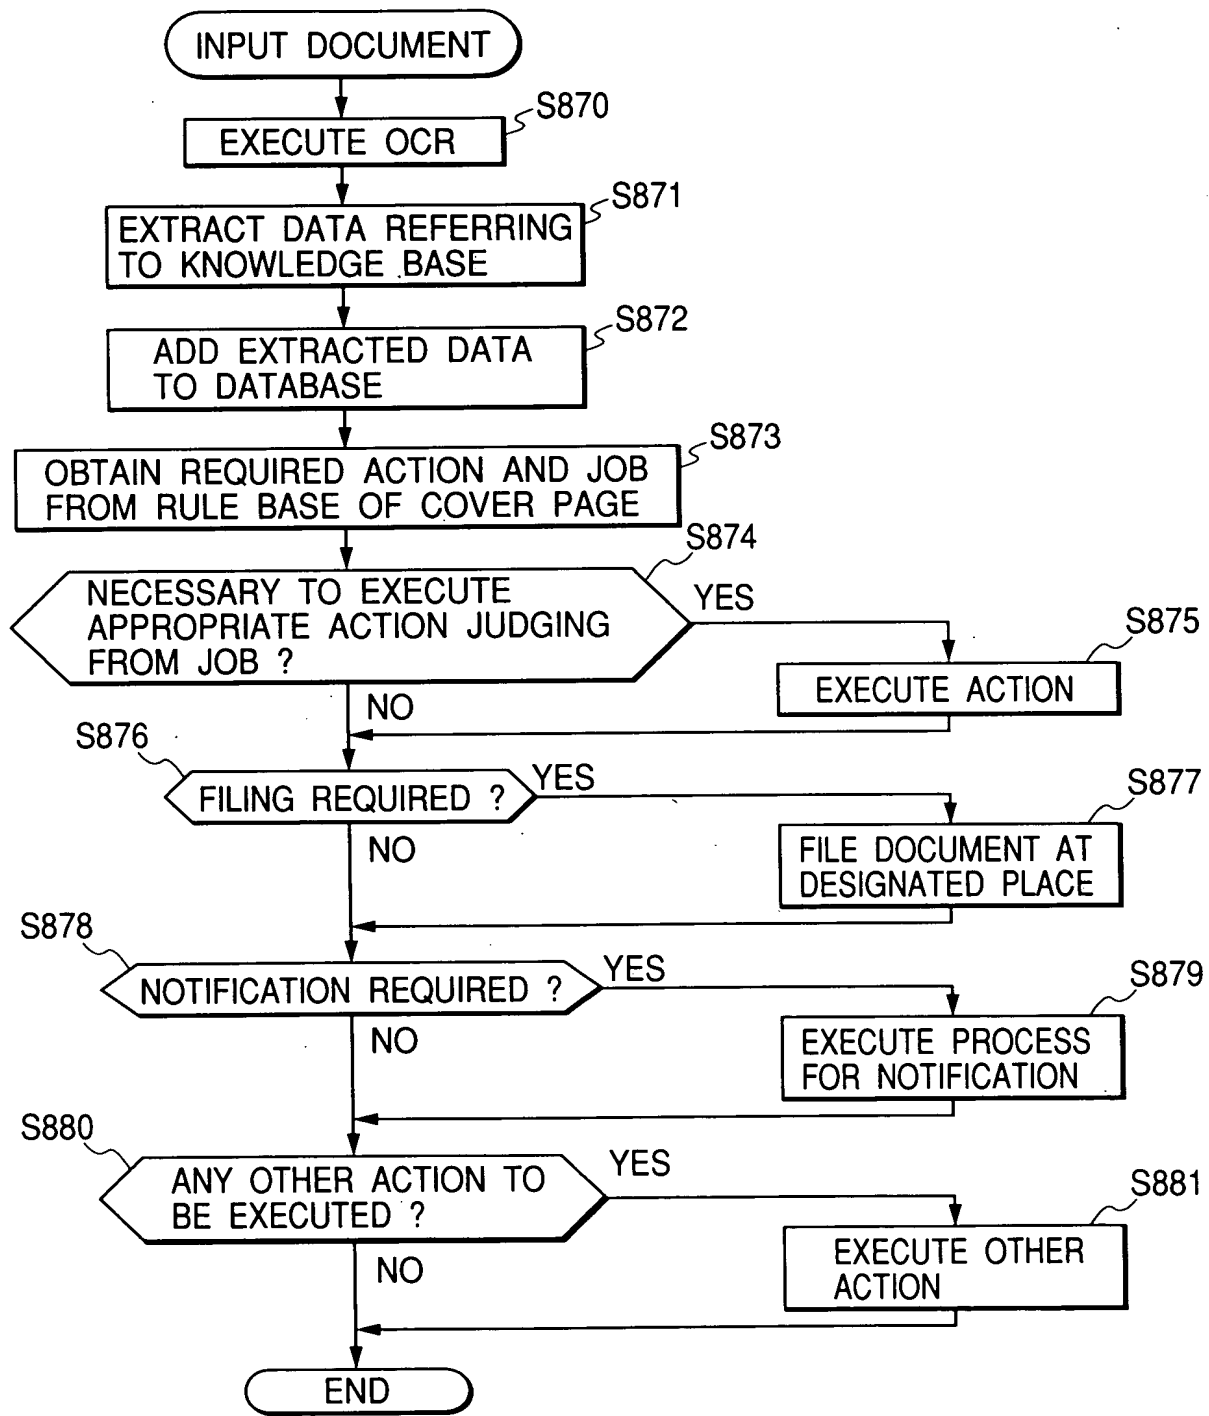 INPUT DOCUMENT
S870
EXECUTE OCR
S871
EXTRACT DATA REFERRING
TO KNOWLEDGE BASE
S872
ADD EXTRACTED DATA
TO DATABASE
S873
OBTAIN REQUIRED ACTION AND JOB
FROM RULE BASE OF COVER PAGE
S874
NECESSARY TO EXECUTE
APPROPRIATE ACTION JUDGING
FROM JOB ?
YES
S875
EXECUTE ACTION
NO
S876
FILING REQUIRED ?
YES
S877
FILE DOCUMENT AT
DESIGNATED PLACE
NO
S878
NOTIFICATION REQUIRED ?
YES
S879
EXECUTE PROCESS
FOR NOTIFICATION
NO
S880
ANY OTHER ACTION TO
BE EXECUTED ?
YES
S881
EXECUTE OTHER
ACTION
NO
END